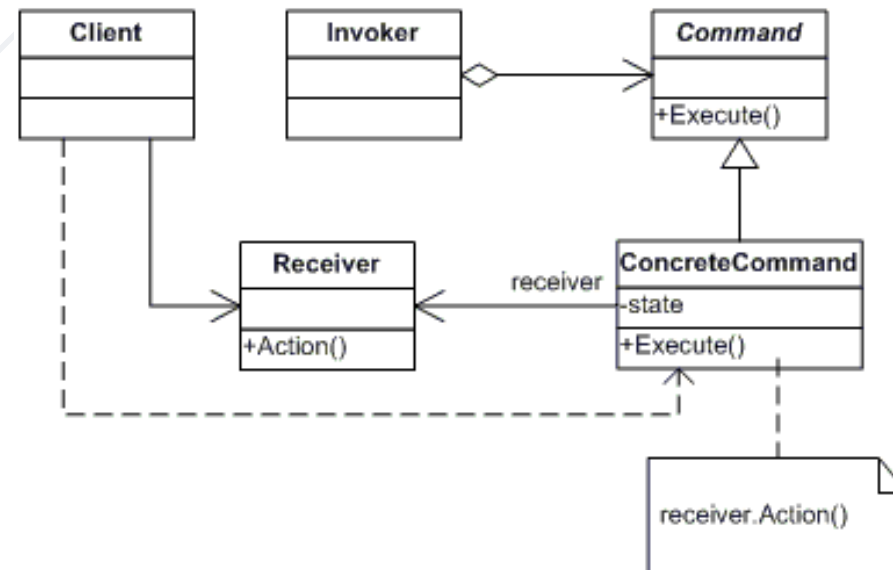 Client
Invoker
Command
+Execute()
Receiver
+Action()
receiver
ConcreteCommand
-state
+Execute()
receiver.Action()